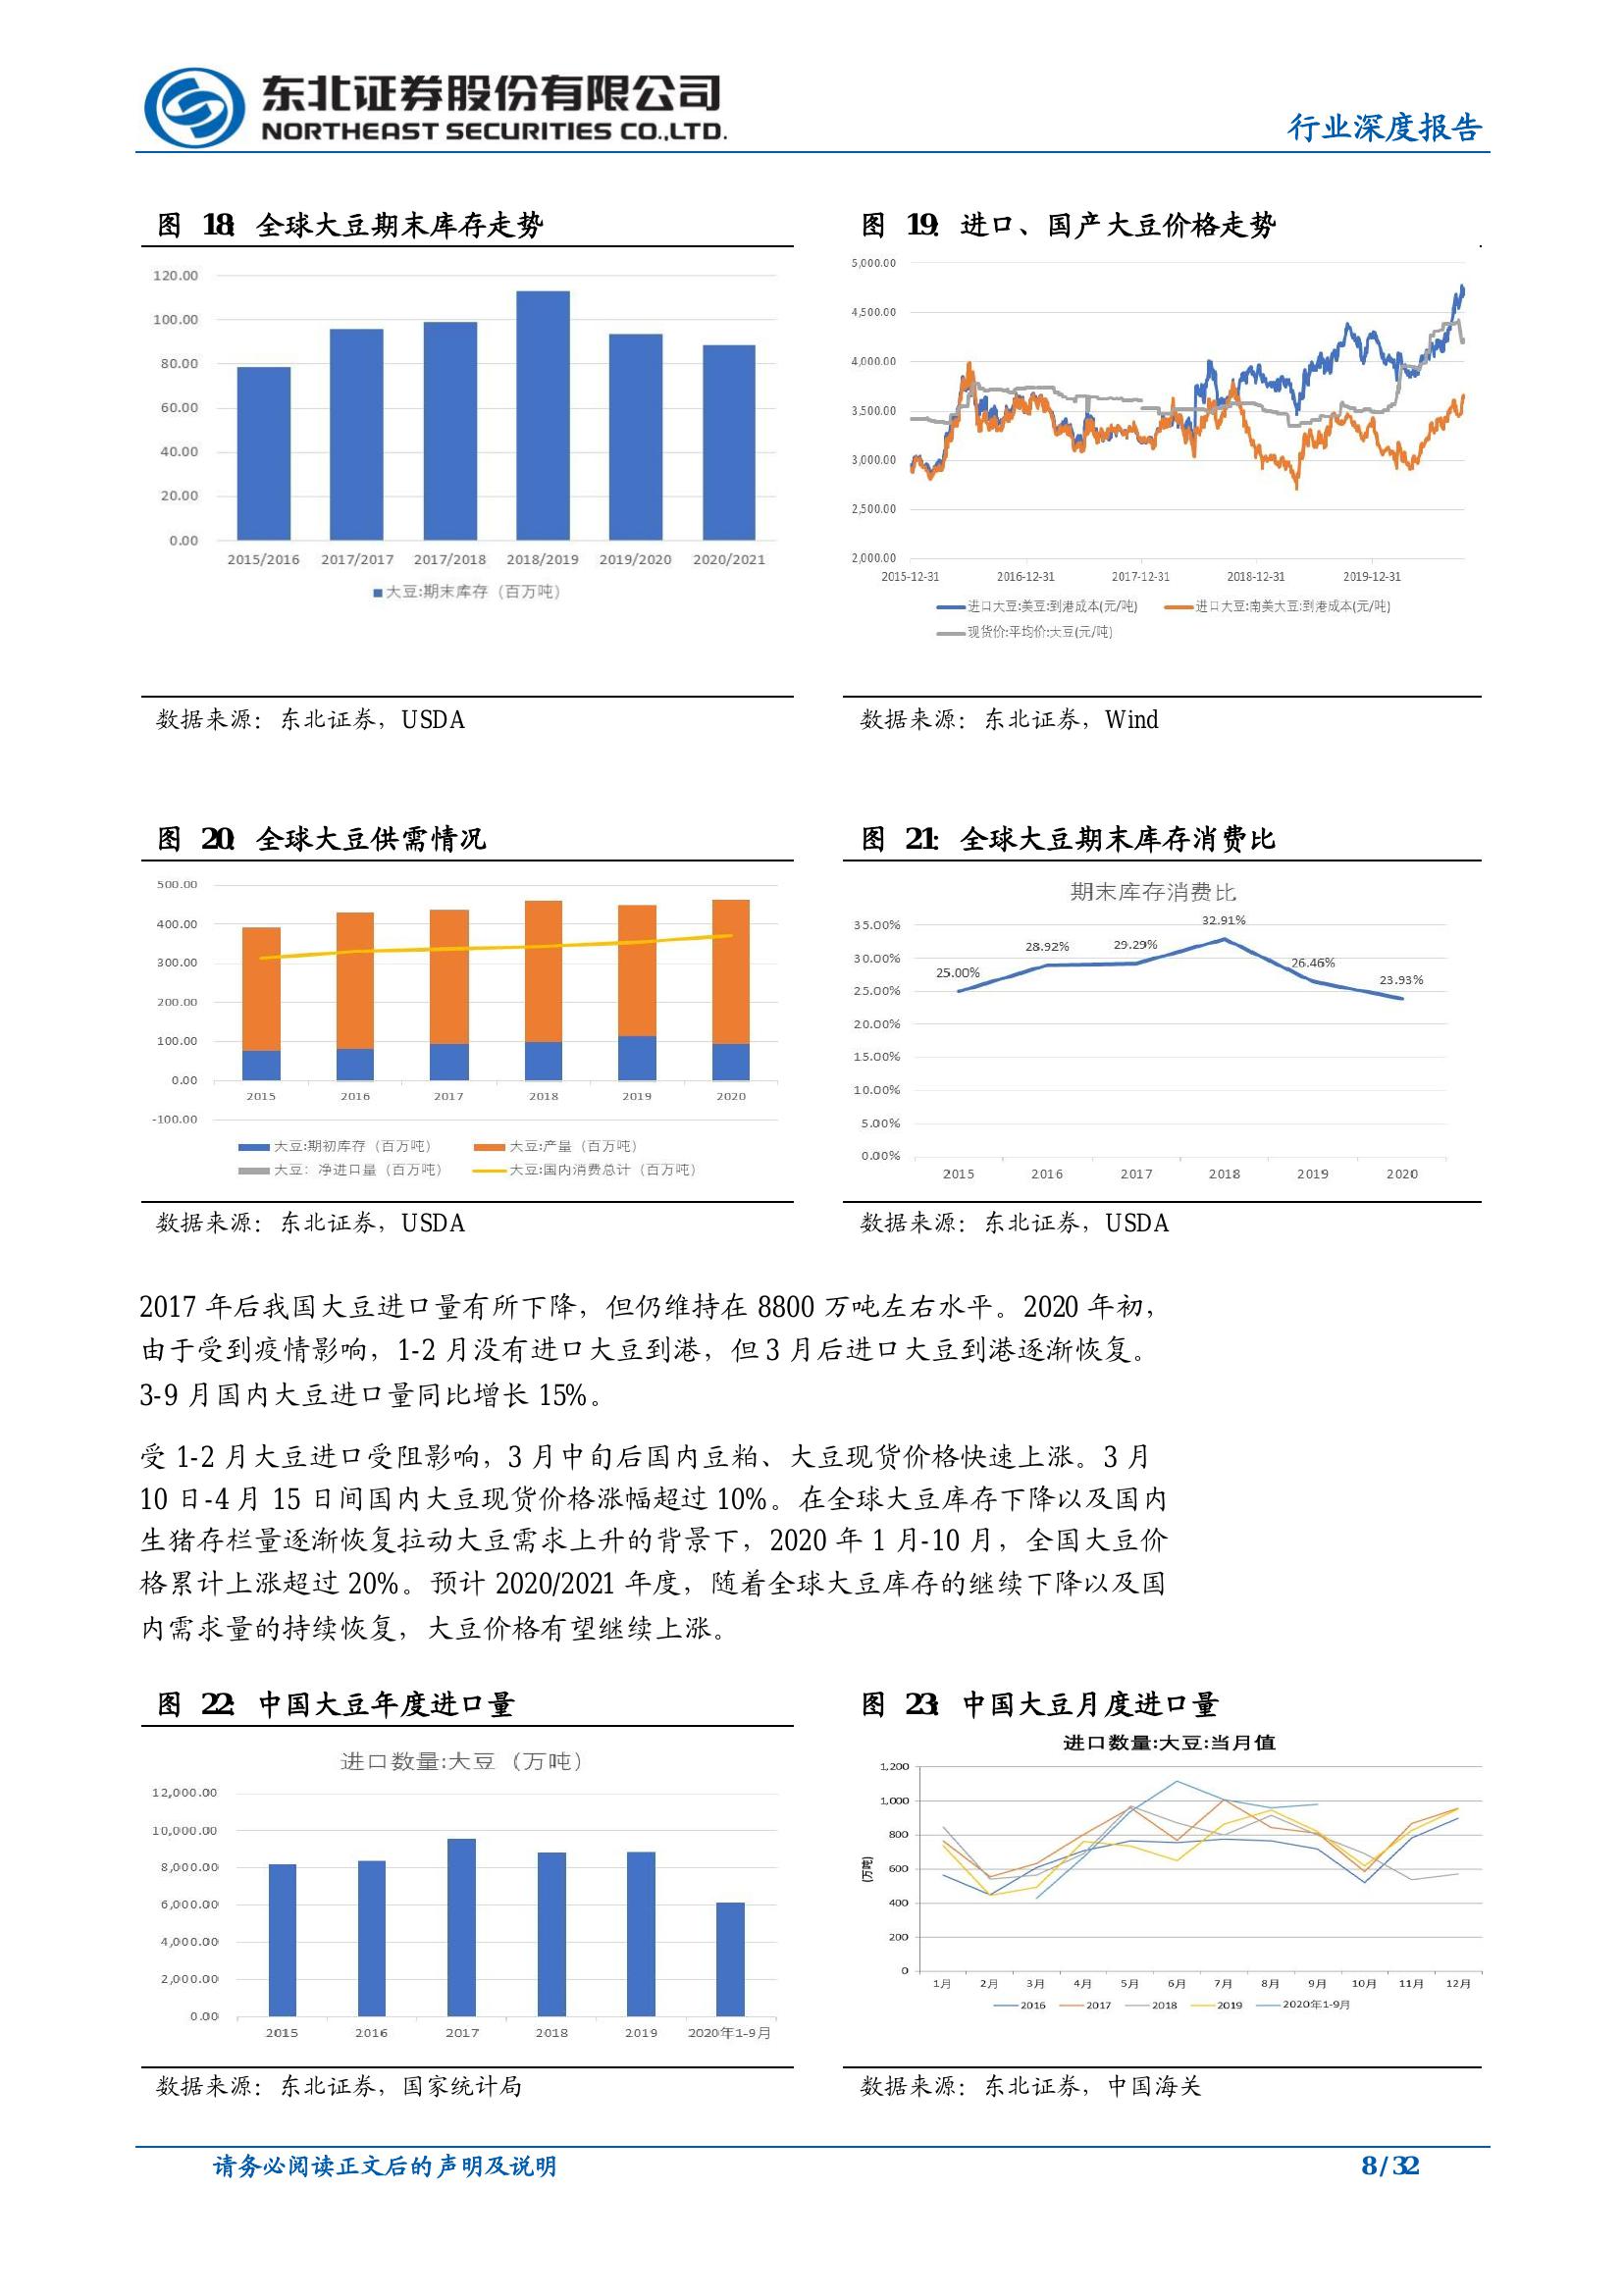 东北证券股份有限公司
NORTHEAST SECURITIES CO.,LTD.
行业深度报告
图 18: 全球大豆期末库存走势
120.00
100.00
80.00
60.00
40.00
20.00
0.00
2015/2016 2017/2017 2017/2018 2018/2019 2019/2020 2020/2021
大豆:期末库存（百万吨）
数据来源：东北证券，USDA
图 19: 进口、国产大豆价格走势
5,000.00
4,500.00
4,000.00
3,500.00
3,000.00
2,500.00
2,000.00
2015-12-31 2016-12-31 2017-12-31 2018-12-31 2019-12-31
进口大豆:美豆:到港成本(元/吨) 进口大豆:南美大豆:到港成本(元/吨)
现货价:平均价:大豆(元/吨)
数据来源：东北证券，Wind
图 20: 全球大豆供需情况
500.00
400.00
300.00
200.00
100.00
0.00
2015 2016 2017 2018 2019 2020
-100.00
大豆:期初库存（百万吨） 大豆:产量（百万吨）
大豆：净进口量（百万吨） 大豆:国内消费总计（百万吨）
数据来源：东北证券，USDA
图 21: 全球大豆期末库存消费比
期末库存消费比
35.00%
30.00%
25.00%
20.00%
15.00%
10.00%
5.00%
0.00%
25.00% 28.92% 29.29% 32.91% 26.46% 23.93%
2015 2016 2017 2018 2019 2020
数据来源：东北证券，USDA
2017 年后我国大豆进口量有所下降，但仍维持在 8800 万吨左右水平。2020 年初，
由于受到疫情影响，1-2 月没有进口大豆到港，但 3 月后进口大豆到港逐渐恢复。
3-9 月国内大豆进口量同比增长 15%。
受 1-2 月大豆进口受阻影响，3 月中旬后国内豆粕、大豆现货价格快速上涨。3 月
10 日-4 月 15 日间国内大豆现货价格涨幅超过 10%。在全球大豆库存下降以及国内
生猪存栏量逐渐恢复拉动大豆需求上升的背景下，2020 年 1 月-10 月，全国大豆价
格累计上涨超过 20%。预计 2020/2021 年度，随着全球大豆库存的继续下降以及国
内需求量的持续恢复，大豆价格有望继续上涨。
图 22: 中国大豆年度进口量
进口数量:大豆（万吨）
12,000.00
10,000.00
8,000.00
6,000.00
4,000.00
2,000.00
0.00
2015 2016 2017 2018 2019 2020年1-9月
数据来源：东北证券，国家统计局
图 23: 中国大豆月度进口量
进口数量:大豆:当月值
1,200
1,000
800
600
400
200
0
(万吨)
1月 2月 3月 4月 5月 6月 7月 8月 9月 10月 11月 12月
2016 2017 2018 2019 2020年1-9月
数据来源：东北证券，中国海关
请务必阅读正文后的声明及说明
8 / 32